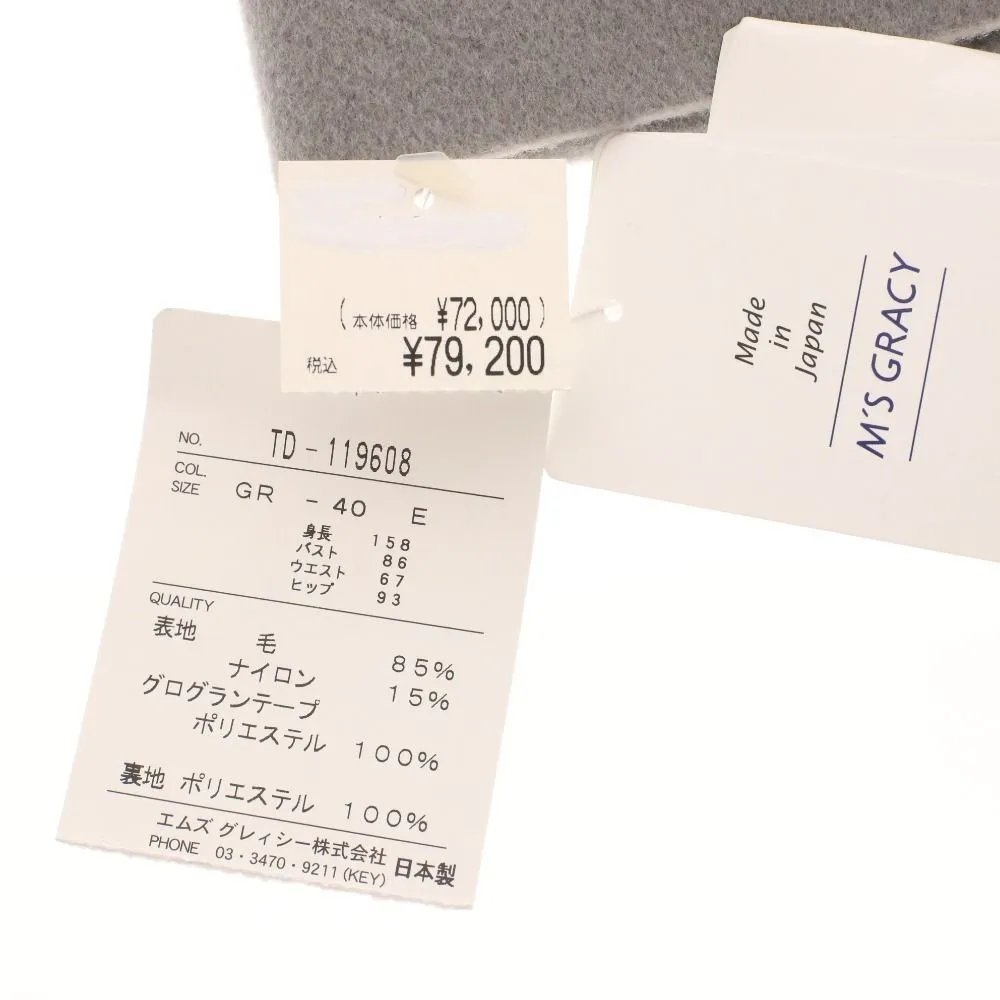 (本体価格 ¥72,000)
税込 ¥79,200
Made
in
Japan
M'S GRACY
NO. TD-119608
COL.
SIZE GR - 40 E
身長 158
バスト 86
ウエスト 67
ヒップ 93
QUALITY
表地 毛 85%
ナイロン 15%
グログランテープ
ポリエステル 100%
裏地 ポリエステル 100%
エムズ グレィシー株式会社
PHONE 03・3470・9211(KEY) 日本製